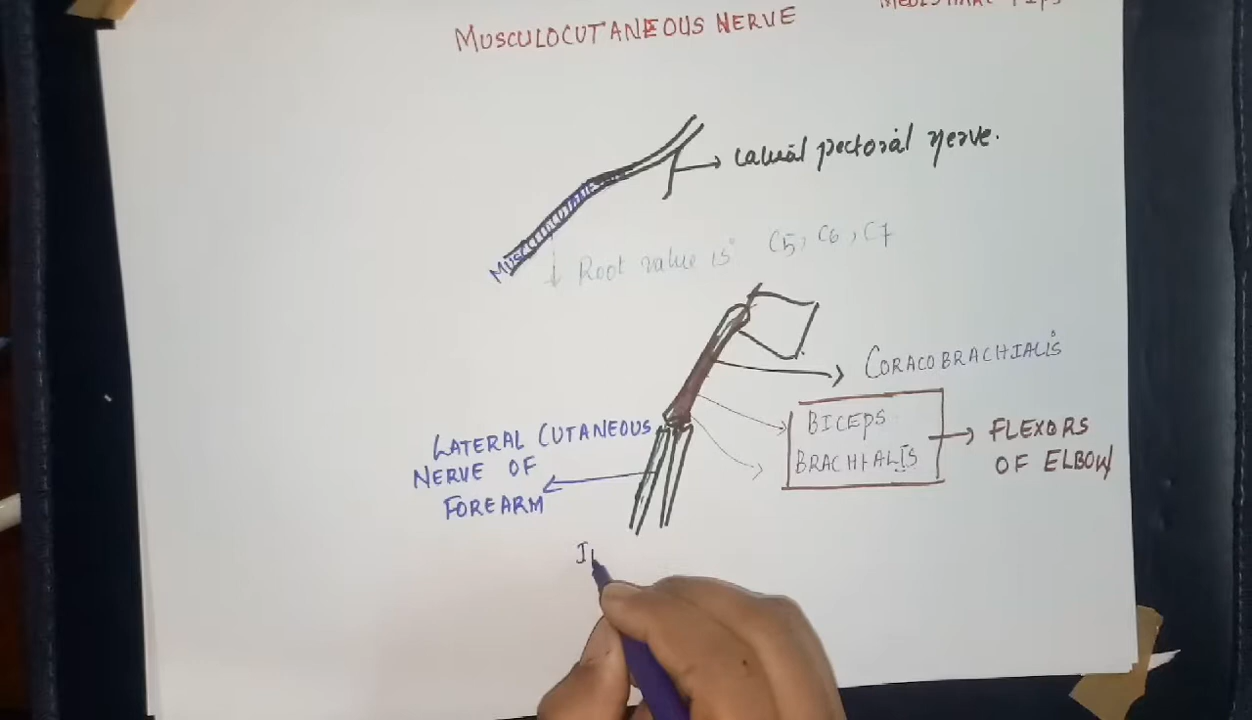 MUSCULOCUTANEOUS NERVE
pectoral nerve.
MUSCULOCUTANEOUS
Root value is C5, C6, C7
CORACOBRACHIALIS
BICEPS
BRACHIALIS
FLEXORS
OF ELBOW
LATERAL CUTANEOUS
NERVE OF
FOREARM